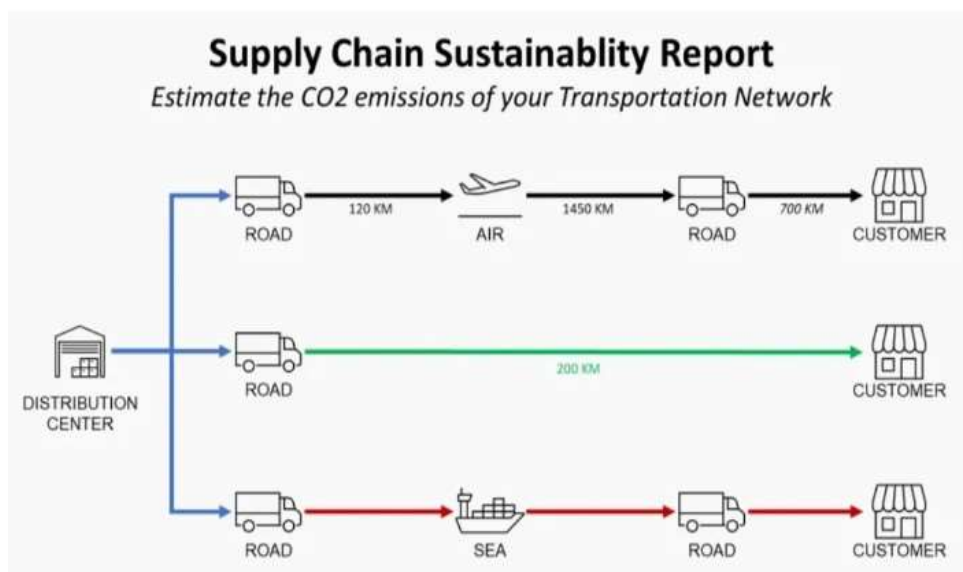 Supply Chain Sustainablity Report
Estimate the CO2 emissions of your Transportation Network
120 KM
1450 KM
700 KM
ROAD
AIR
ROAD
CUSTOMER
200 KM
ROAD
CUSTOMER
DISTRIBUTION
CENTER
ROAD
SEA
ROAD
CUSTOMER